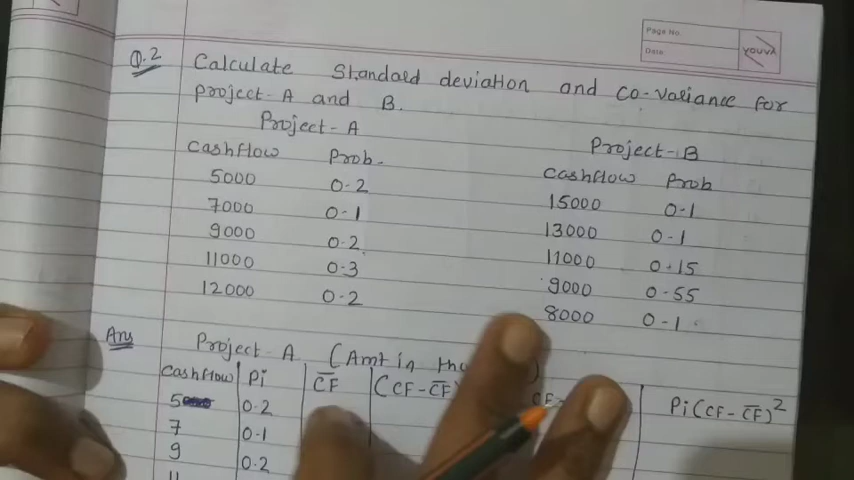 Page No.
Date
YOUVA
Q.2 Calculate Standard deviation and Co-variance for
project-A and B.
Project-A
Cashflow Prob.
5000 0.2
7000 0.1
9000 0.2
11000 0.3
12000 0.2
Project-B
Cashflow Prob
15000 0.1
13000 0.1
11000 0.15
9000 0.55
8000 0.1
Ans Project A (Amt in
Cashflow Pi C̅F̅ (CF-C̅F̅) Pi(CF-C̅F̅)²
5 0.2
7 0.1
9 0.2
11